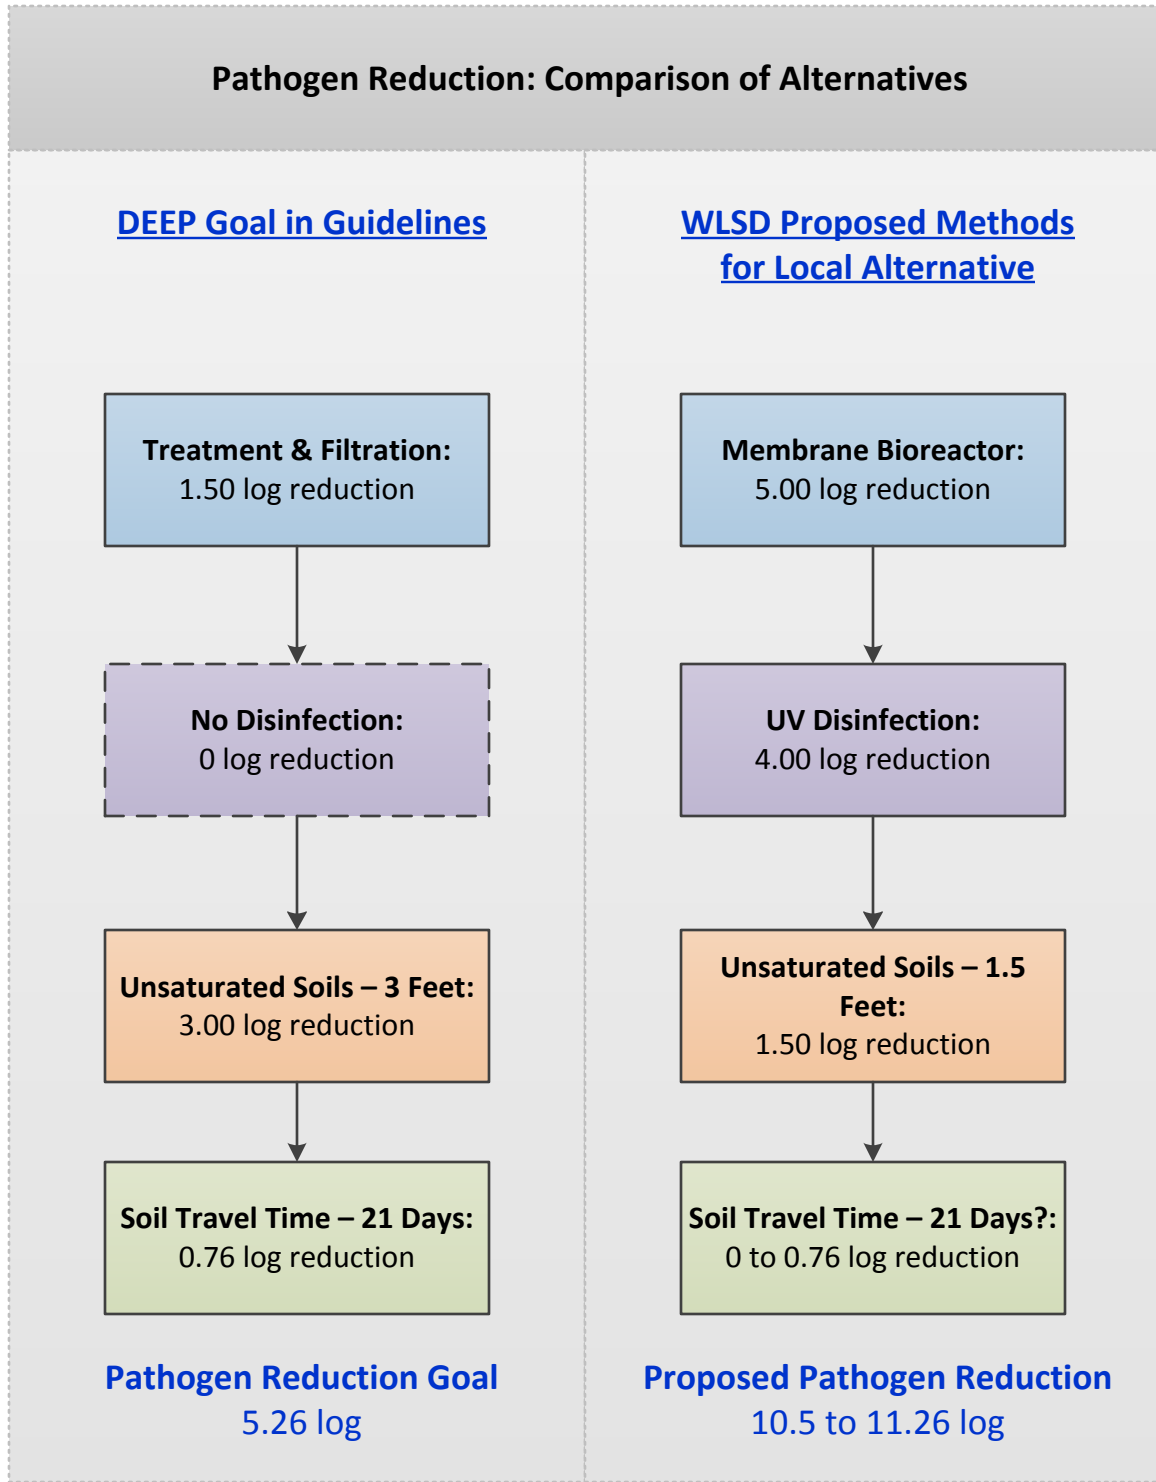 Pathogen Reduction: Comparison of Alternatives
DEEP Goal in Guidelines
Treatment & Filtration:
1.50 log reduction
No Disinfection:
0 log reduction
Unsaturated Soils – 3 Feet:
3.00 log reduction
Soil Travel Time – 21 Days:
0.76 log reduction
Pathogen Reduction Goal
5.26 log
WLSD Proposed Methods
for Local Alternative
Membrane Bioreactor:
5.00 log reduction
UV Disinfection:
4.00 log reduction
Unsaturated Soils – 1.5
Feet:
1.50 log reduction
Soil Travel Time – 21 Days?:
0 to 0.76 log reduction
Proposed Pathogen Reduction
10.5 to 11.26 log